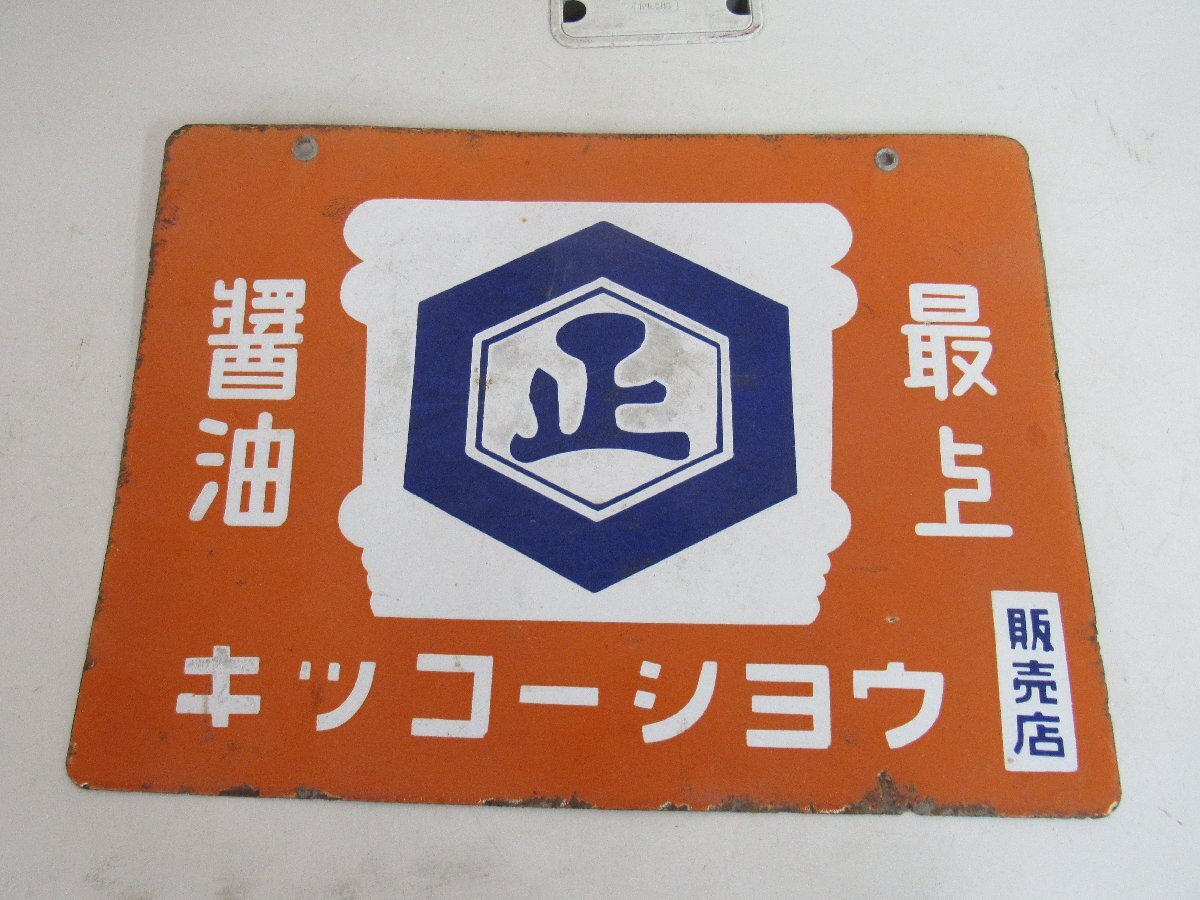 最上
醤油
正
キッコーショウ
販売店